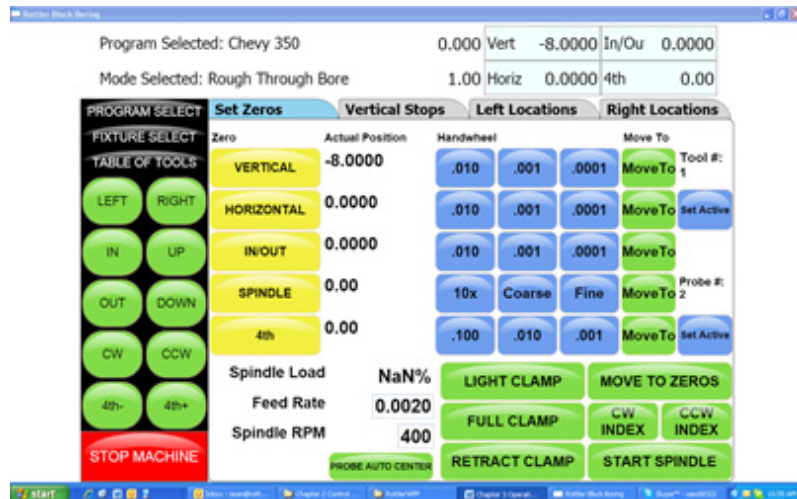 Rottler Block Boring
Program Selected: Chevy 350
0.000 Vert -8.0000 In/Ou 0.0000
Mode Selected: Rough Through Bore
1.00 Horiz 0.0000 4th 0.00
PROGRAM SELECT
FIXTURE SELECT
TABLE OF TOOLS
Set Zeros Vertical Stops Left Locations Right Locations
Zero Actual Position Handwheel Move To
VERTICAL -8.0000 .010 .001 .0001 MoveTo Tool #: 1
HORIZONTAL 0.0000 .010 .001 .0001 MoveTo Set Active
IN/OUT 0.0000 .010 .001 .0001 MoveTo
SPINDLE 0.00 10x Coarse Fine MoveTo Probe #: 2
4th 0.00 .100 .010 .001 MoveTo Set Active
LEFT RIGHT
IN UP
OUT DOWN
CW CCW
4th- 4th+
STOP MACHINE
Spindle Load NaN%
Feed Rate 0.0020
Spindle RPM 400
PROBE AUTO CENTER
LIGHT CLAMP MOVE TO ZEROS
FULL CLAMP CW INDEX CCW INDEX
RETRACT CLAMP START SPINDLE
start